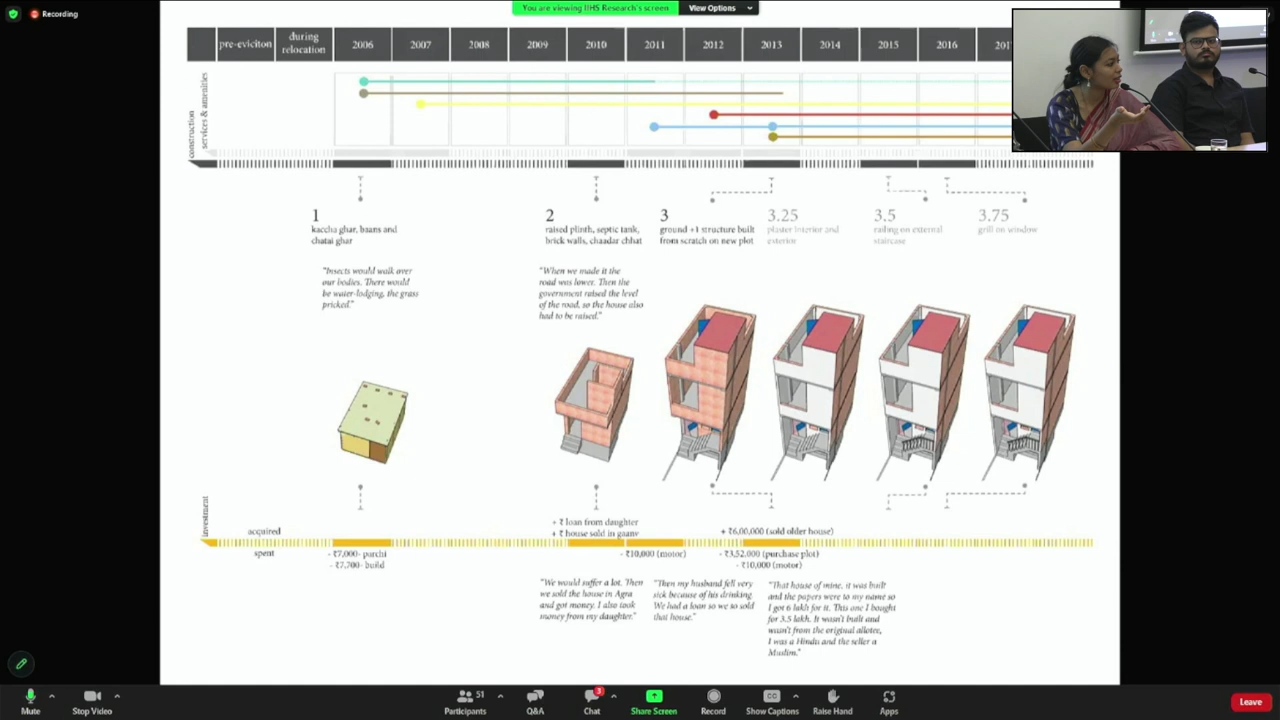 Recording
You are viewing IIHS Research's screen
View Options
pre-eviciton
during
relocation
2006
2007
2008
2009
2010
2011
2012
2013
2014
2015
2016
construction
services & amenities
1
kaccha ghar, baans and
chatai ghar
"Insects would walk over
our bodies. There would
be water-lodging, the grass
pricked."
2
raised plinth, septic tank,
brick walls, chaadar chhat
"When we made it the
road was lower. Then the
government raised the level
of the road, so the house also
had to be raised."
3
ground +1 structure built
from scratch on new plot
3.25
plaster interior and
exterior
3.5
railing on external
staircase
3.75
grill on window
investment
acquired
spent
- ₹7,000- parchi
- ₹7,700- build
+ ₹ loan from daughter
+ ₹ house sold in gaanv
- ₹10,000 (motor)
+ ₹6,00,000 (sold older house)
- ₹3,52,000 (purchase plot)
- ₹10,000 (motor)
"We would suffer a lot. Then
we sold the house in Agra
and got money. I also took
money from my daughter."
"Then my husband fell very
sick because of his drinking.
We had a loan so we so sold
that house."
"That house of mine, it was built
and the papers were in my name so
I got 6 lakh for it. This one I bought
for 3.5 lakh. It wasn't built and
wasn't from the original allotee,
I was a Hindu and the seller a
Muslim."
Mute
Stop Video
51
Participants
Q&A
3
Chat
Share Screen
Record
CC
Show Captions
Raise Hand
Apps
Leave